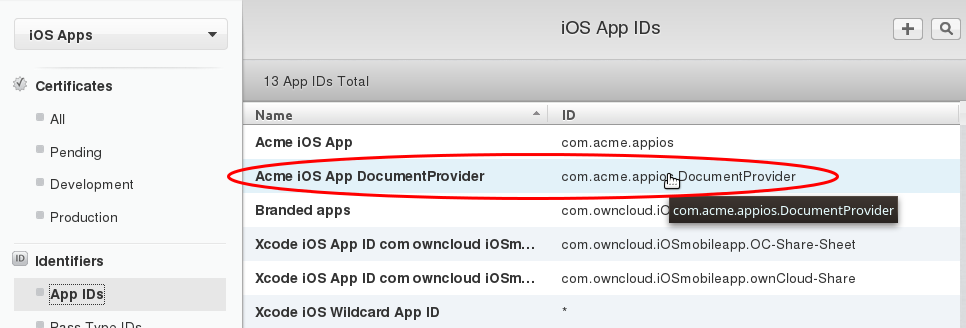 iOS Apps
iOS App IDs
13 App IDs Total
Certificates
All
Pending
Development
Production
ID Identifiers
App IDs
Pass Type IDs
Name ID
Acme iOS App com.acme.appios
Acme iOS App DocumentProvider com.acme.appios.DocumentProvider
Branded apps com.owncloud.iO
com.acme.appios.DocumentProvider
Xcode iOS App ID com owncloud iOSm... com.owncloud.iOSmobileapp.OC-Share-Sheet
Xcode iOS App ID com owncloud iOSm... com.owncloud.iOSmobileapp.ownCloud-Share
Xcode iOS Wildcard App ID *